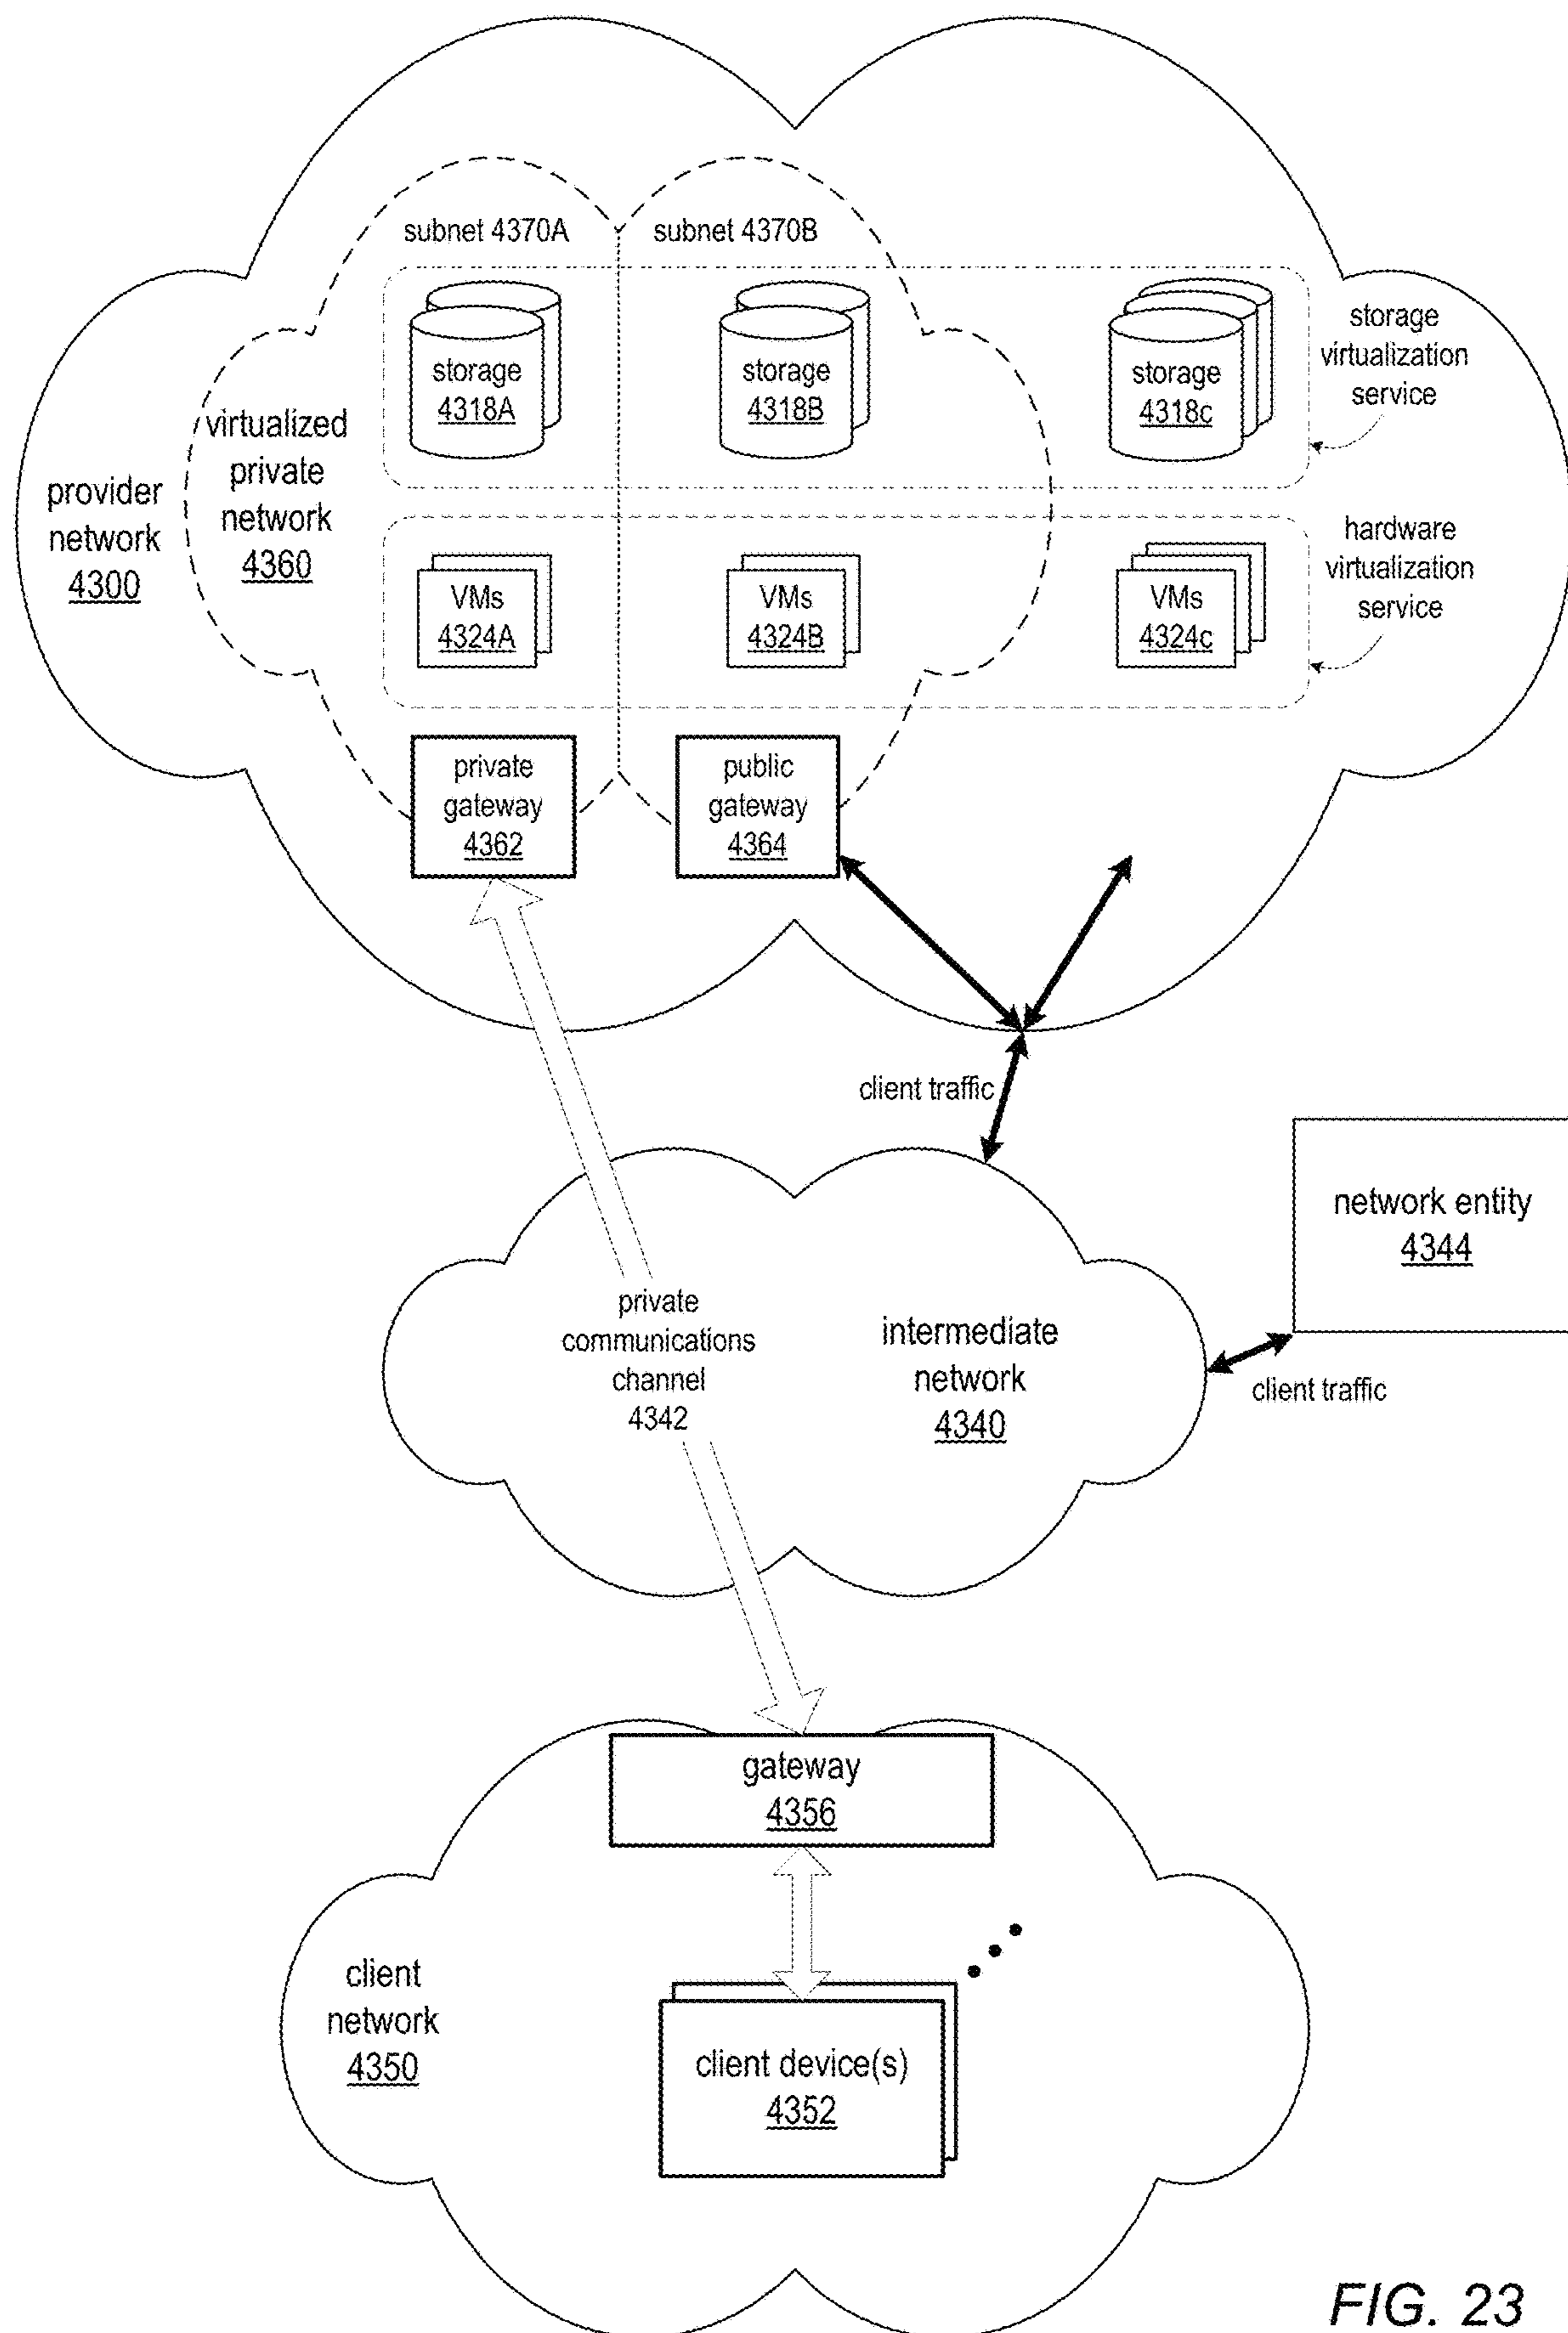 subnet 4370A
subnet 4370B
storage
4318A
storage
4318B
storage
4318c
storage
virtualization
service
provider
network
4300
virtualized
private
network
4360
VMs
4324A
VMs
4324B
VMs
4324c
hardware
virtualization
service
private
gateway
4362
public
gateway
4364
client traffic
network entity
4344
private
communications
channel
4342
intermediate
network
4340
client traffic
gateway
4356
client
network
4350
client device(s)
4352
FIG. 23